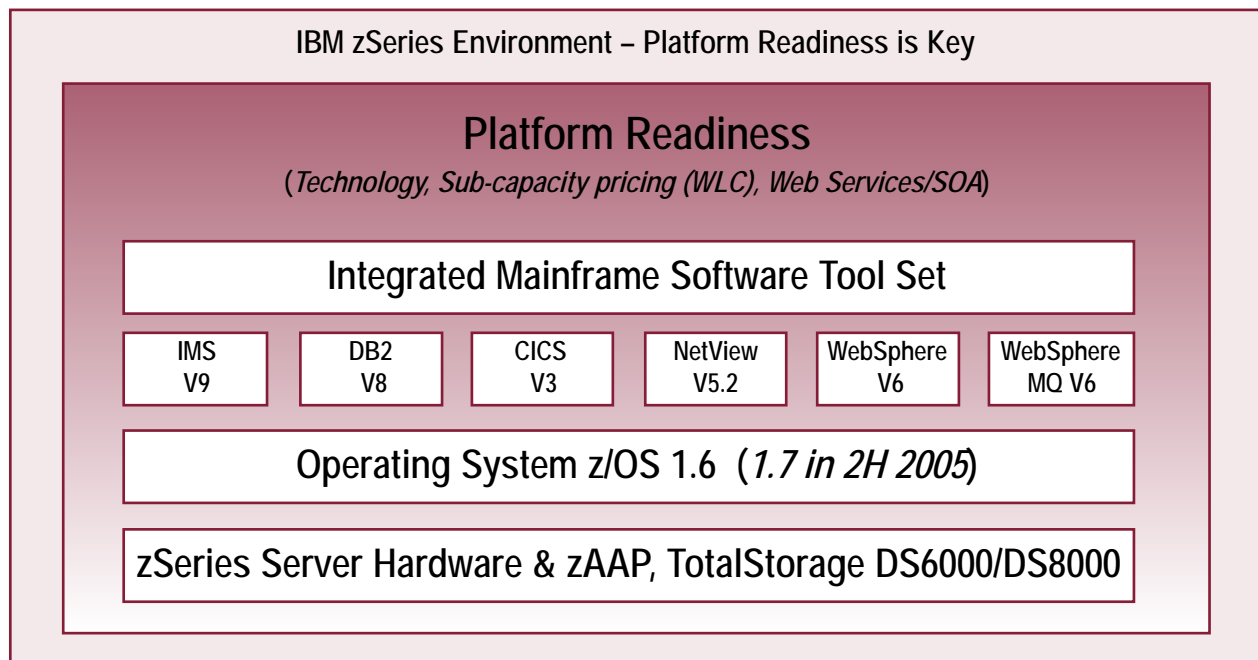 IBM zSeries Environment – Platform Readiness is Key
Platform Readiness
(Technology, Sub-capacity pricing (WLC), Web Services/SOA)
Integrated Mainframe Software Tool Set
IMS
V9
DB2
V8
CICS
V3
NetView
V5.2
WebSphere
V6
WebSphere
MQ V6
Operating System z/OS 1.6 (1.7 in 2H 2005)
zSeries Server Hardware & zAAP, TotalStorage DS6000/DS8000